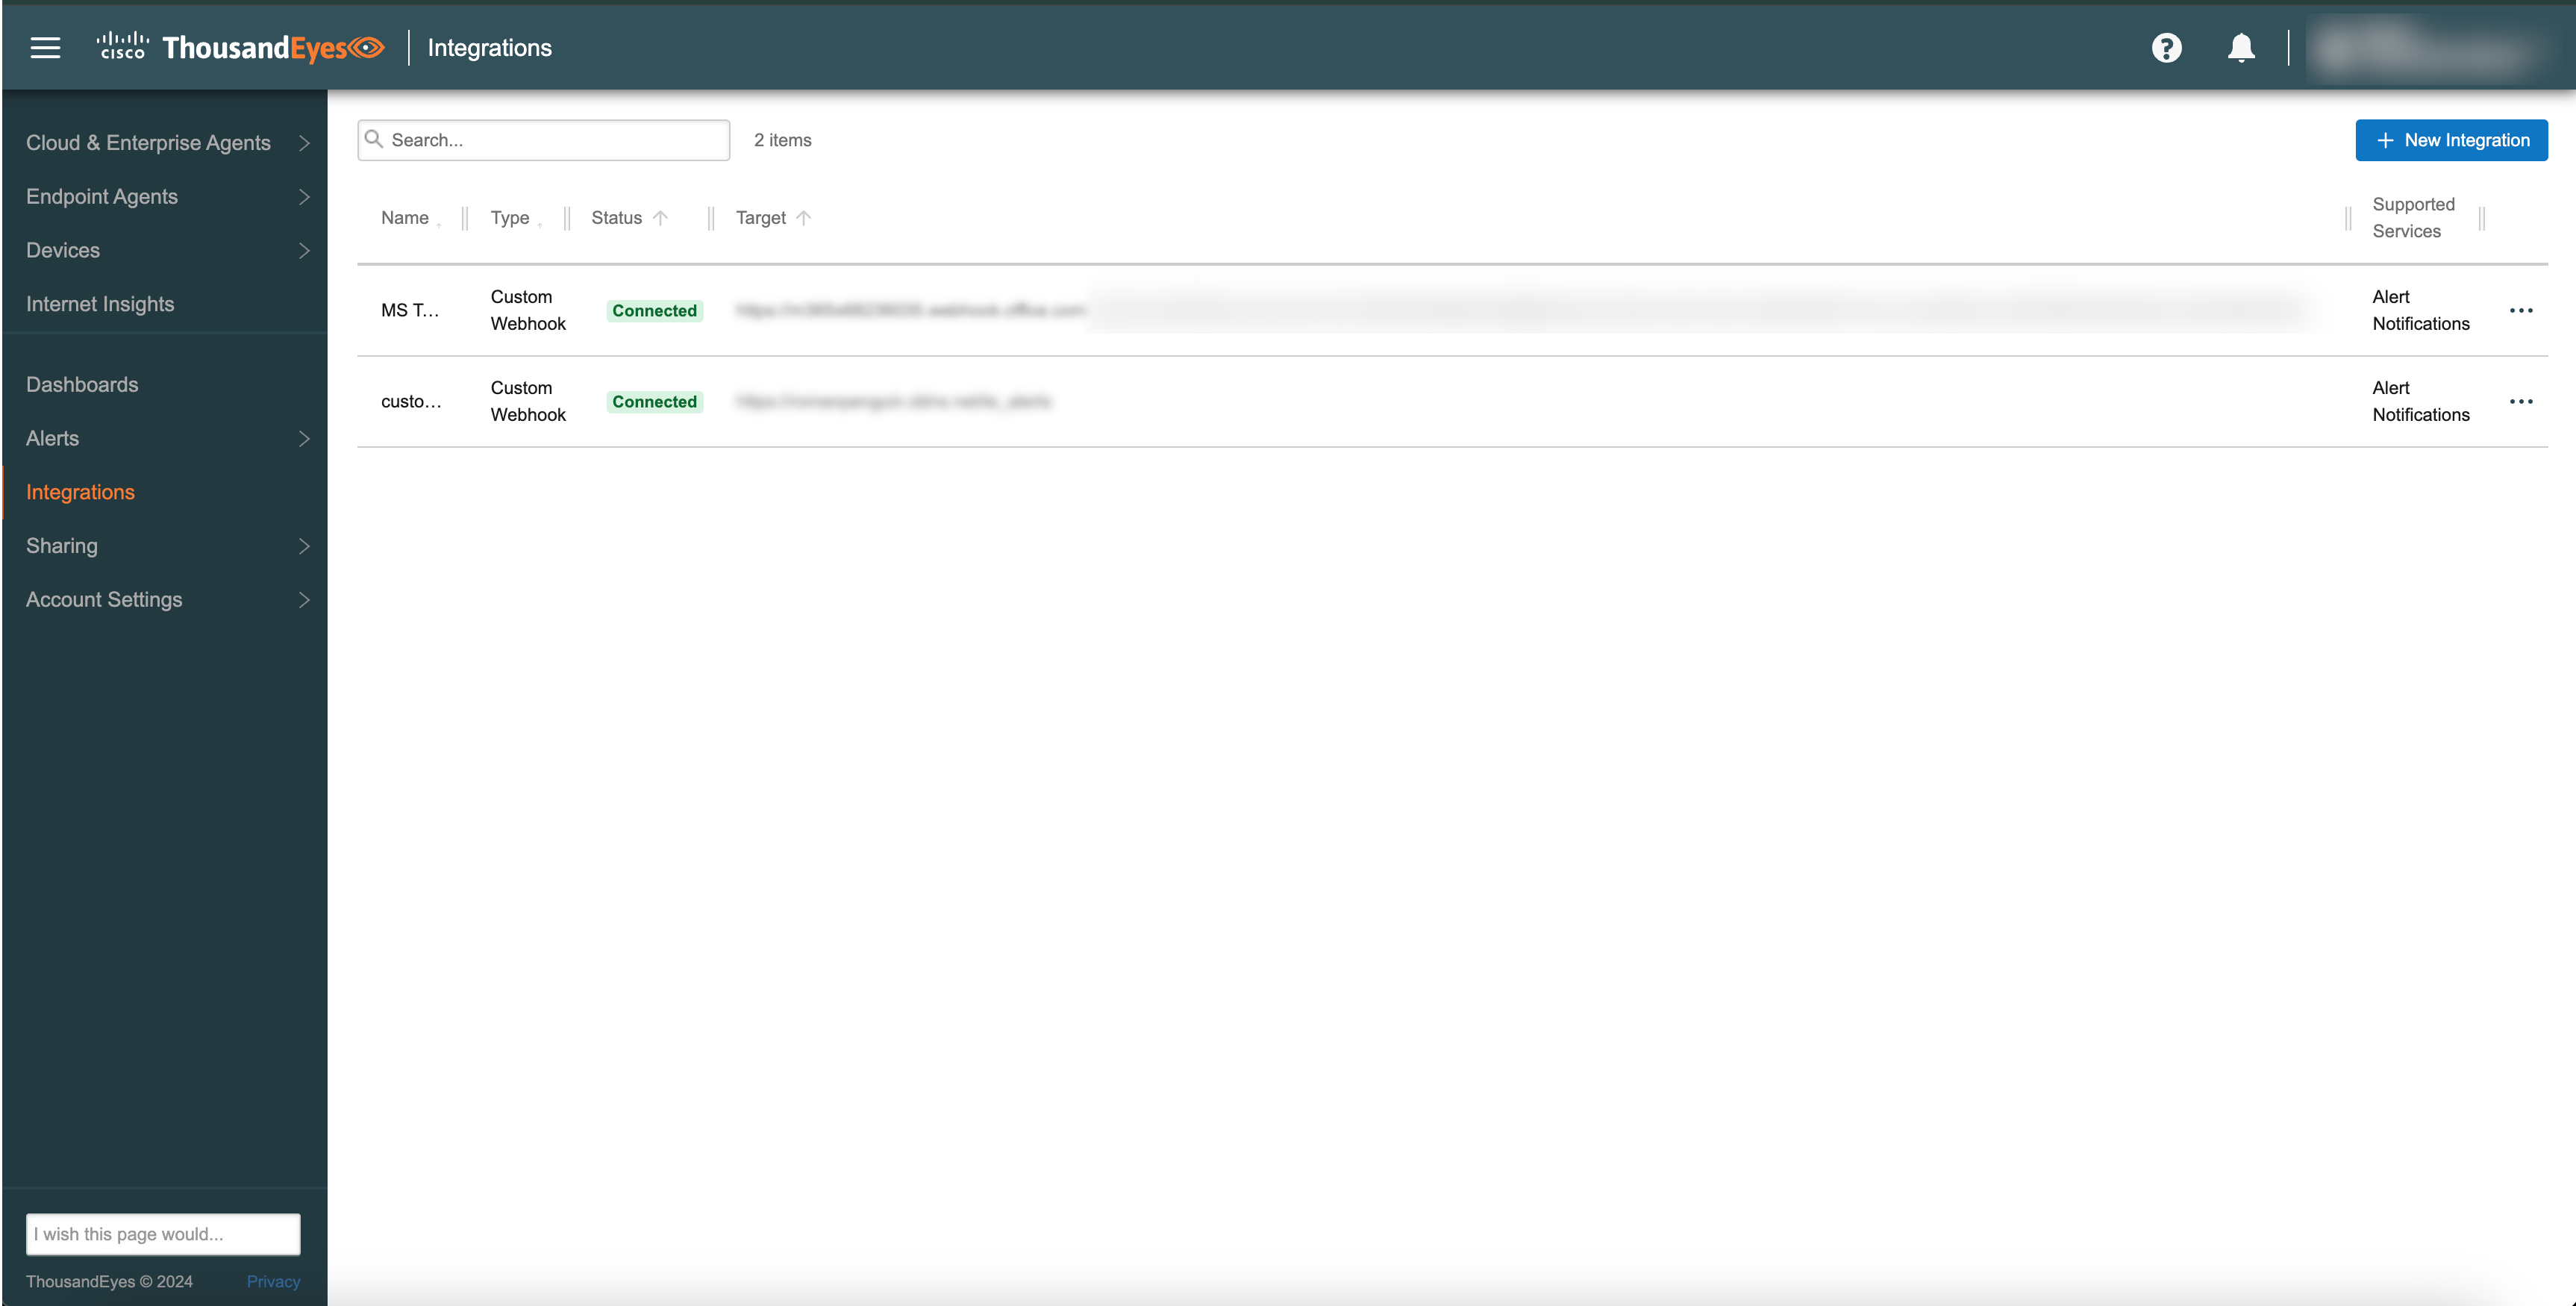 cisco ThousandEyes Integrations
Cloud & Enterprise Agents
Endpoint Agents
Devices
Internet Insights
Dashboards
Alerts
Integrations
Sharing
Account Settings
I wish this page would...
ThousandEyes © 2024 Privacy
Search... 2 items + New Integration
Name Type Status Target Supported
Services
MS T... Custom
Webhook Connected Alert
Notifications
custo... Custom
Webhook Connected Alert
Notifications